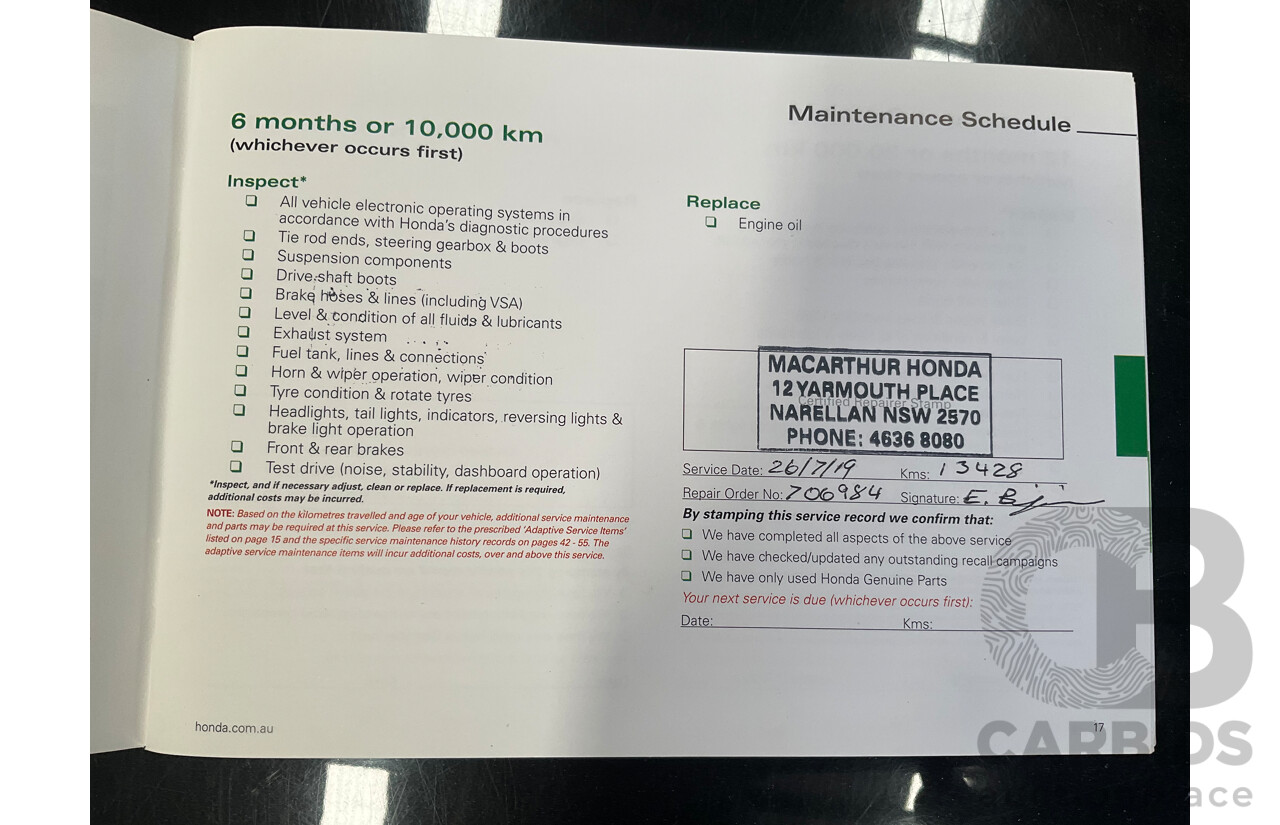 Maintenance Schedule
6 months or 10,000 km
(whichever occurs first)
Inspect*
All vehicle electronic operating systems in
accordance with Honda's diagnostic procedures
Tie rod ends, steering gearbox & boots
Suspension components
Drive shaft boots
Brake hoses & lines (including VSA)
Level & condition of all fluids & lubricants
Exhaust system
Fuel tank, lines & connections
Horn & wiper operation, wiper condition
Tyre condition & rotate tyres
Headlights, tail lights, indicators, reversing lights &
brake light operation
Front & rear brakes
Test drive (noise, stability, dashboard operation)
*Inspect, and if necessary adjust, clean or replace. If replacement is required,
additional costs may be incurred.
NOTE: Based on the kilometres travelled and age of your vehicle, additional service maintenance
and parts may be required at this service. Please refer to the prescribed 'Adaptive Service Items'
listed on page 15 and the specific service maintenance history records on pages 42 - 55. The
adaptive service maintenance items will incur additional costs, over and above this service.
Replace
Engine oil
MACARTHUR HONDA
12 YARMOUTH PLACE
Certified Repairer Stamp
NARELLAN NSW 2570
PHONE: 4636 8080
Service Date: 26/7/19 Kms: 13428
Repair Order No: 706984 Signature: E.
By stamping this service record we confirm that:
We have completed all aspects of the above service
We have checked/updated any outstanding recall campaigns
We have only used Honda Genuine Parts
Your next service is due (whichever occurs first):
Date: Kms:
honda.com.au
17
CB
CARBIDS
ace